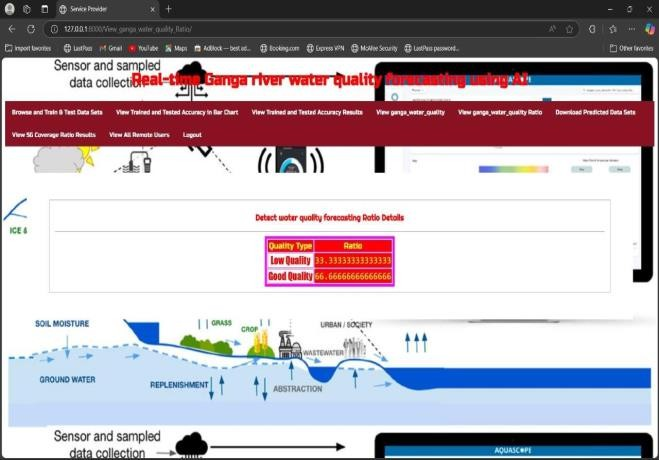 Service Provider
127.0.0.1:8000/View_ganga_water_quality_Ratio/
Import favorites LastPass Gmail YouTube Maps AdBlock — best ad... Booking.com Express VPN McAfee Security LastPass password... Other favorites
Sensor and sampled
data collection
Real-time Ganga river water quality forecasting using AI
AQUASCOPE
Browse and Train & Test Data Sets View Trained and Tested Accuracy in Bar Chart View Trained and Tested Accuracy Results View ganga_water_quality View ganga_water_quality Ratio Download Predicted Data Sets
View 5G Coverage Ratio Results View All Remote Users Logout
ICE &
Detect water quality forecasting Ratio Details
Quality Type Ratio
Low Quality 33.33333333333333
Good Quality 66.66666666666666
SOIL MOISTURE GRASS CROP URBAN / SOCIETY
WASTEWATER
GROUND WATER REPLENISHMENT ABSTRACTION
Sensor and sampled
data collection
AQUASCOPE